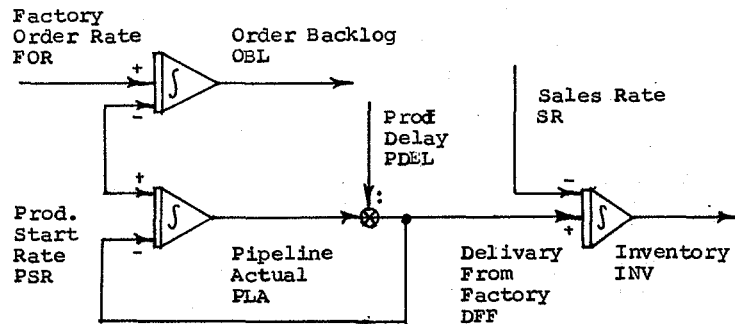 Factory
Order Rate
FOR
+
-
Order Backlog
OBL
Prod
Delay
PDEL
:
Sales Rate
SR
Prod.
Start
Rate
PSR
+
-
Pipeline
Actual
PLA
Delivary
From
Factory
DFF
-
+
Inventory
INV